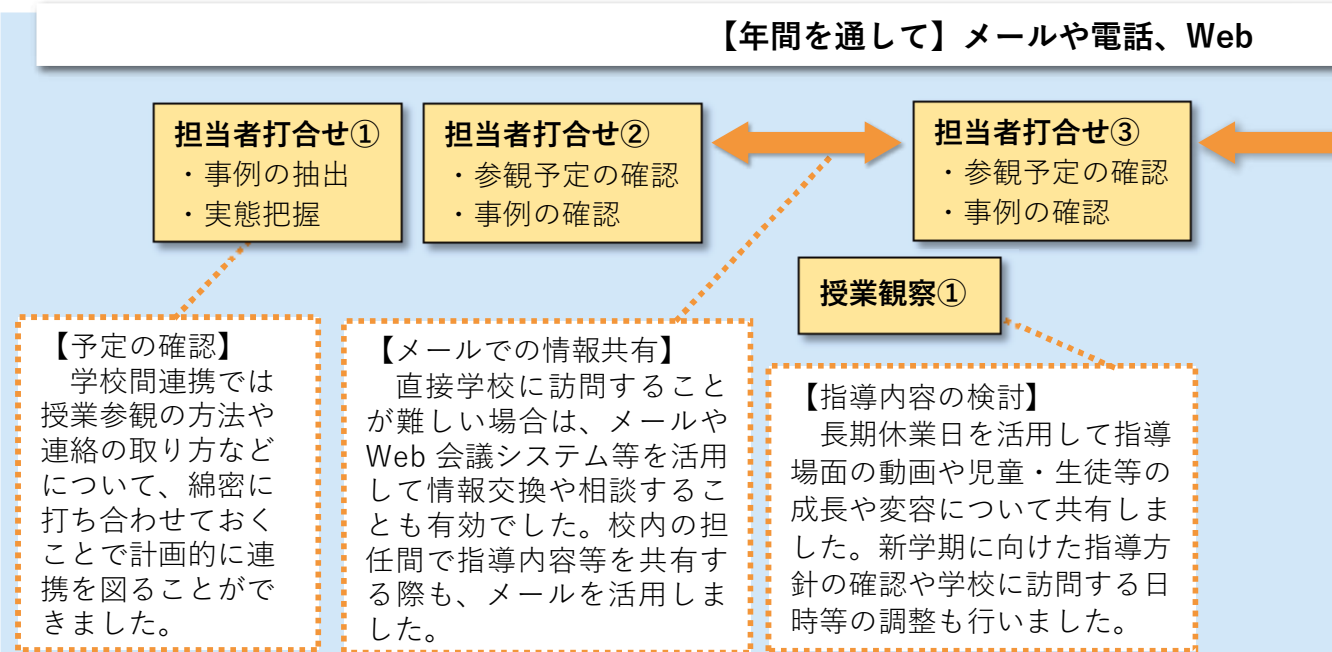 【年間を通して】メールや電話、Web
担当者打合せ①
・事例の抽出
・実態把握
担当者打合せ②
・参観予定の確認
・事例の確認
担当者打合せ③
・参観予定の確認
・事例の確認
授業観察①
【予定の確認】
　学校間連携では
授業参観の方法や
連絡の取り方など
について、綿密に
打ち合わせておく
ことで計画的に連
携を図ることがで
きました。
【メールでの情報共有】
　直接学校に訪問すること
が難しい場合は、メールや
Web 会議システム等を活用
して情報交換や相談するこ
とも有効でした。校内の担
任間で指導内容等を共有す
る際も、メールを活用しま
した。
【指導内容の検討】
　長期休業日を活用して指導
場面の動画や児童・生徒等の
成長や変容について共有しま
した。新学期に向けた指導方
針の確認や学校に訪問する日
時等の調整も行いました。